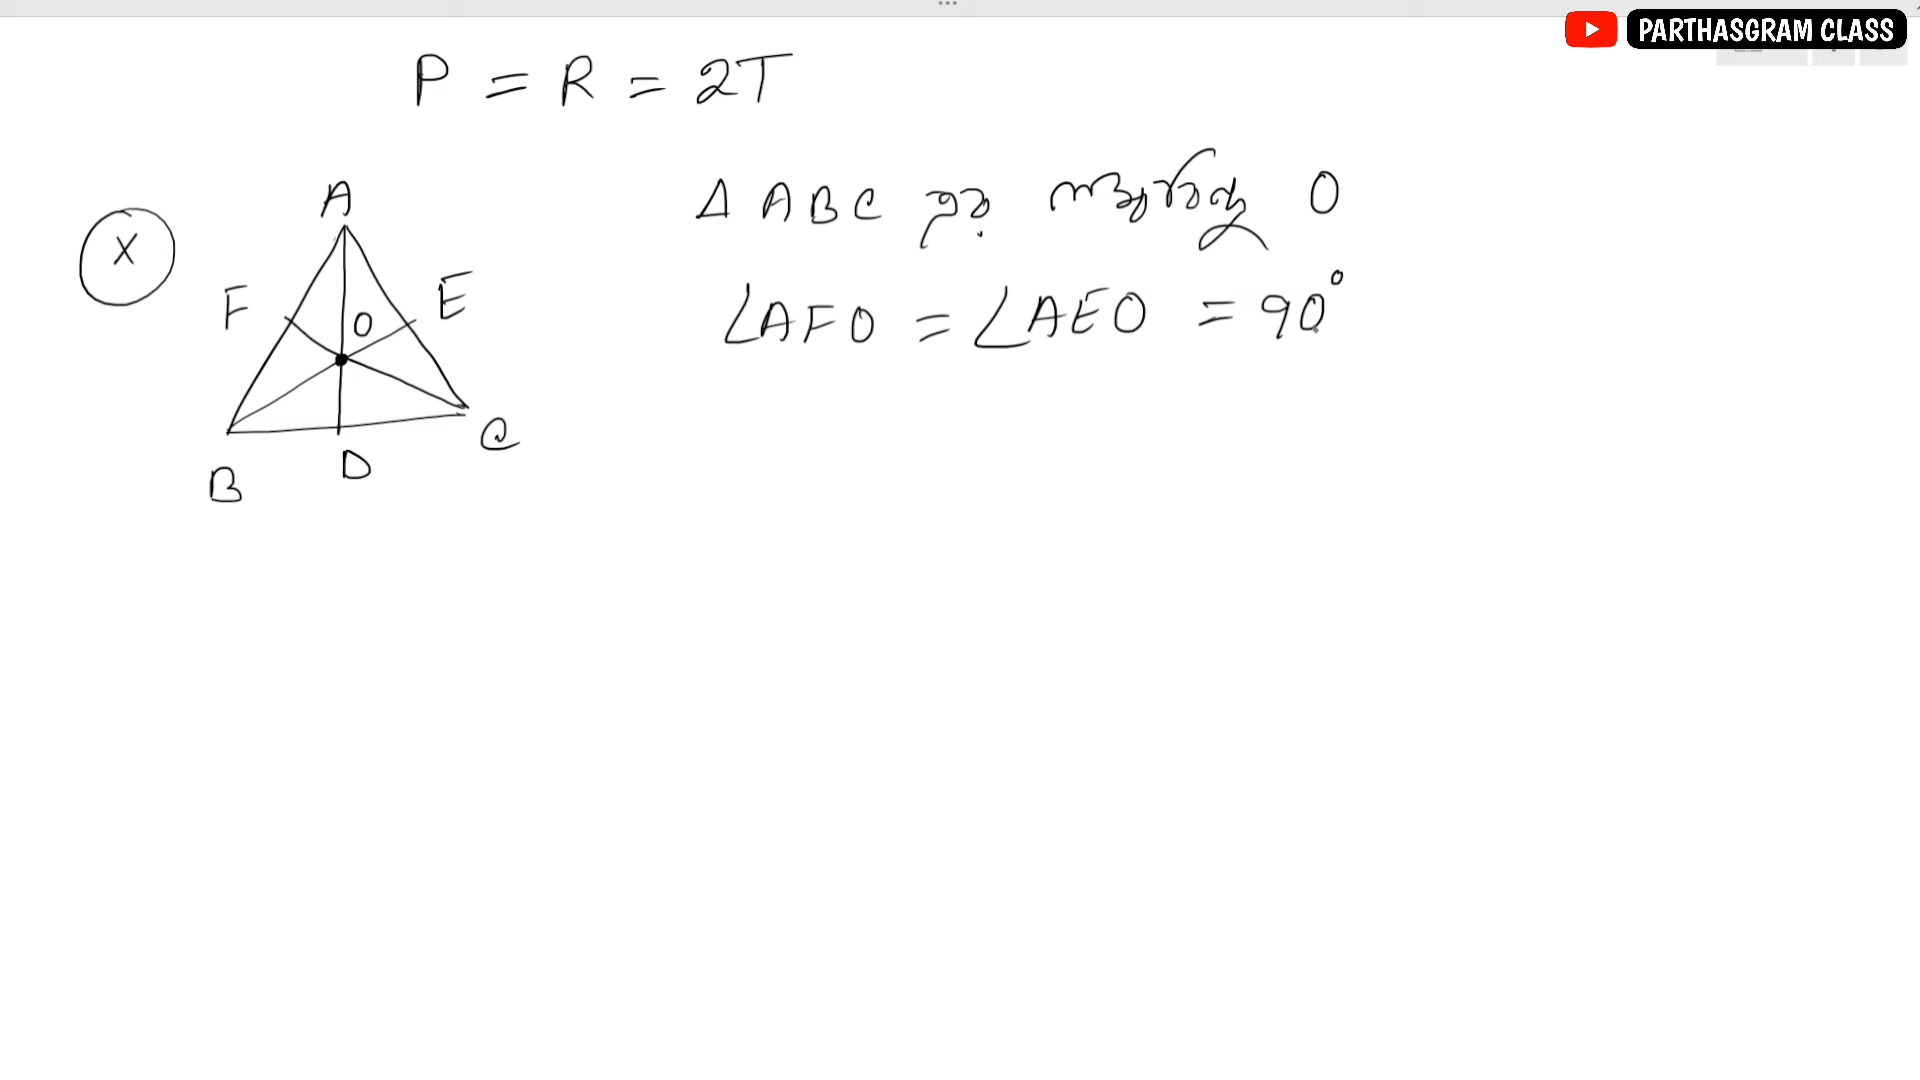 PARTHASGRAM CLASS
P = R = 2T
Δ ABC এর লম্ববিন্দু O
∠AFO = ∠AEO = 90°
X
A
F
E
O
B
D
C